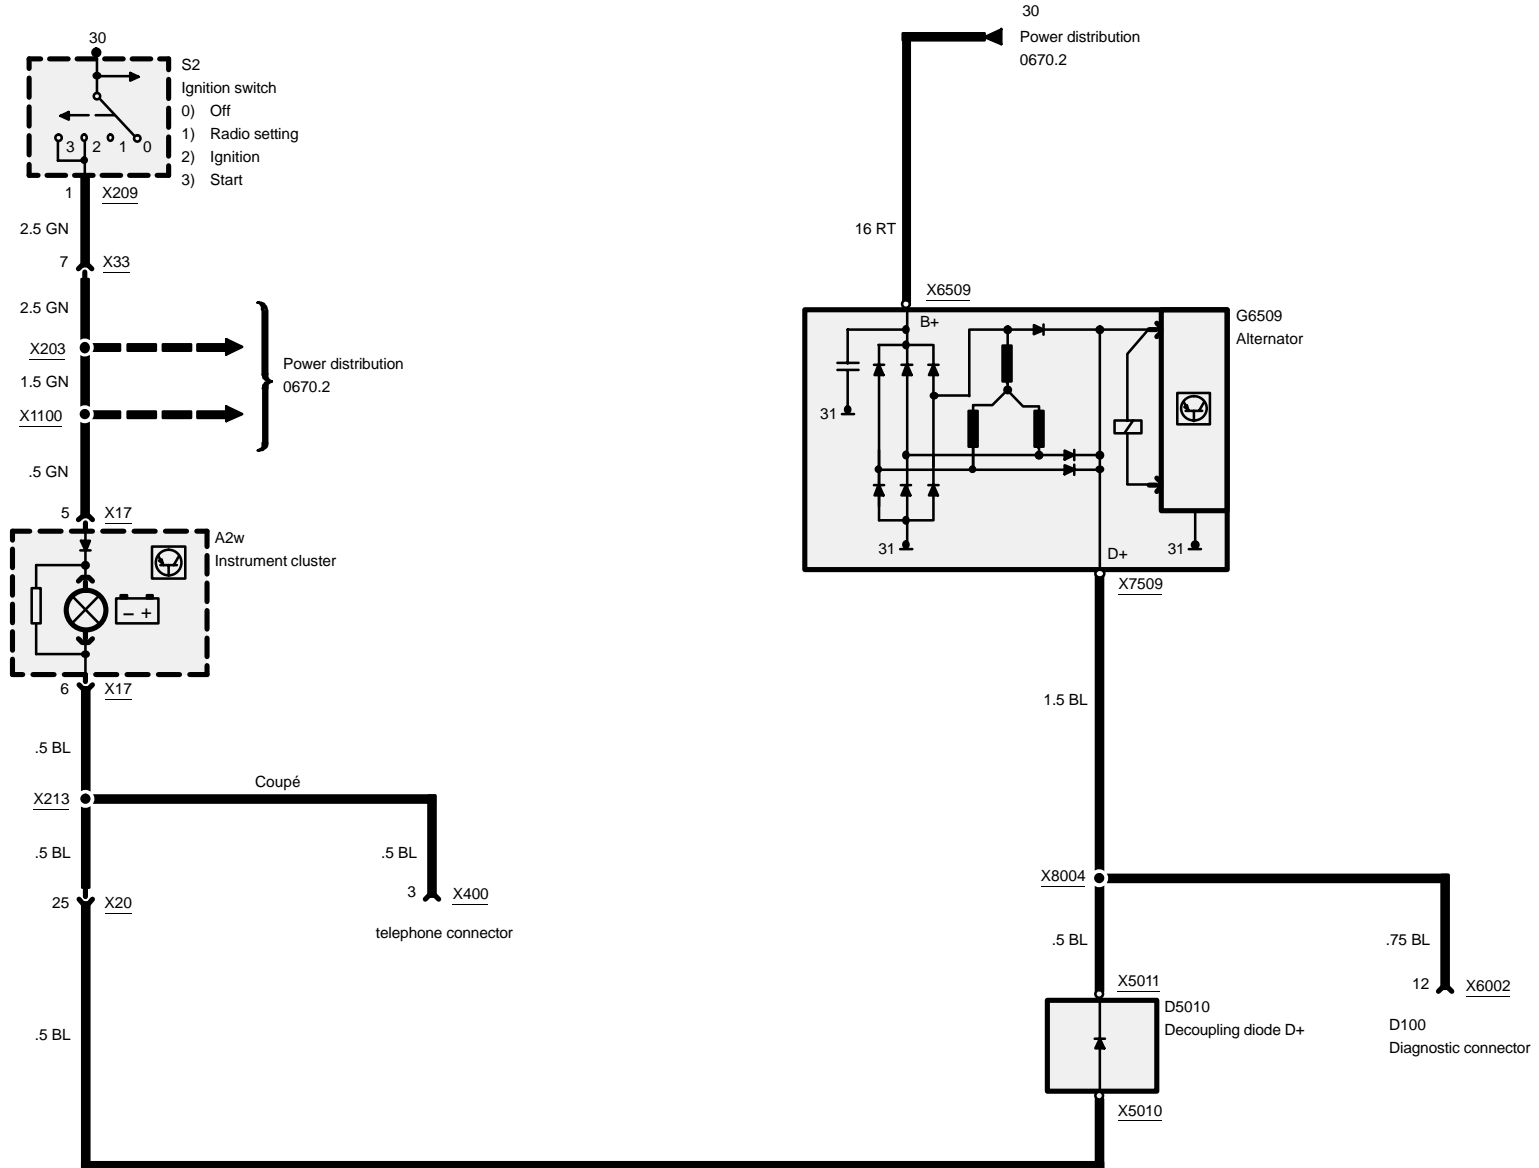 30
S2
Ignition switch
0) Off
1) Radio setting
2) Ignition
3) Start
3 2 1 0
1 X209
2.5 GN
7 X33
2.5 GN
X203
1.5 GN
X1100
Power distribution
0670.2
.5 GN
5 X17
A2w
Instrument cluster
– +
6 X17
.5 BL
X213
Coupé
.5 BL
.5 BL
3 X400
telephone connector
25 X20
.5 BL
30
Power distribution
0670.2
16 RT
X6509
B+
G6509
Alternator
31
31
31
D+
X7509
1.5 BL
X8004
.5 BL
.75 BL
X5011
12 X6002
D5010
Decoupling diode D+
D100
Diagnostic connector
X5010